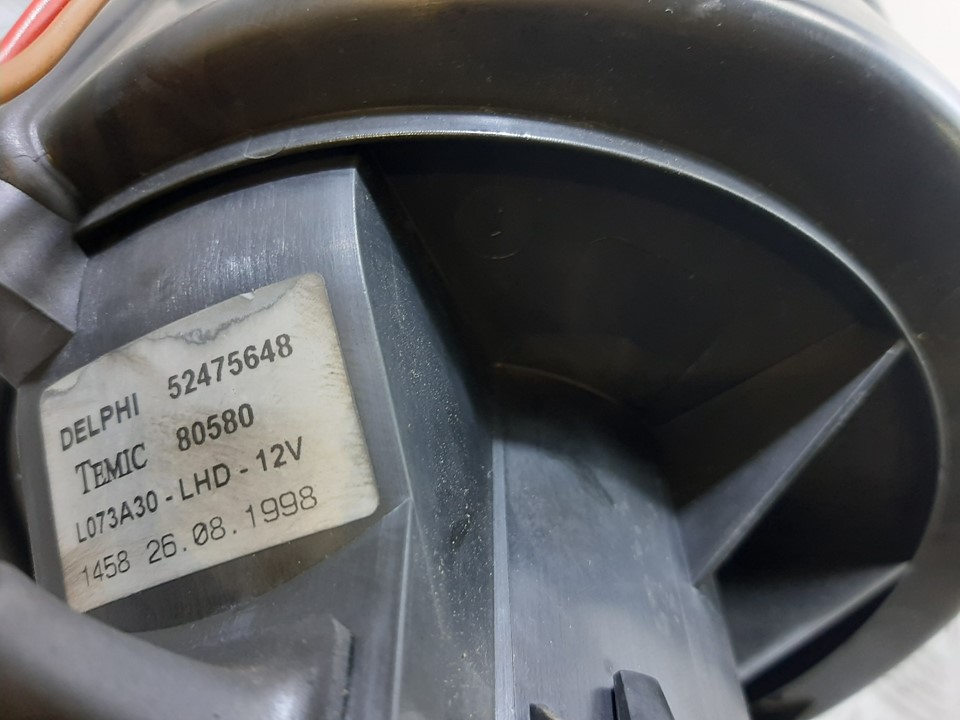 DELPHI 52475648
TEMIC 80580
L073A30 - LHD - 12V
1458 26.08.1998